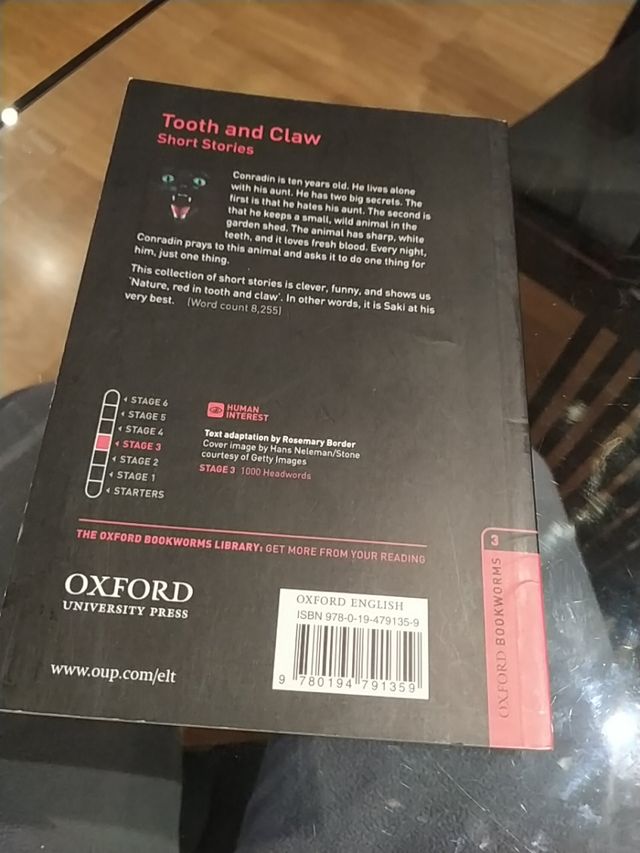 Tooth and Claw
Short Stories
Conradin is ten years old. He lives alone
with his aunt. He has two big secrets. The
first is that he hates his aunt. The second is
that he keeps a small, wild animal in the
garden shed. The animal has sharp, white
teeth, and it loves fresh blood. Every night,
Conradin prays to this animal and asks it to do one thing for
him, just one thing.
This collection of short stories is clever, funny, and shows us
'Nature, red in tooth and claw'. In other words, it is Saki at his
very best. (Word count 8,255)
STAGE 6
STAGE 5
STAGE 4
STAGE 3
STAGE 2
STAGE 1
STARTERS
HUMAN
INTEREST
Text adaptation by Rosemary Border
Cover image by Hans Neleman/Stone
courtesy of Getty Images
STAGE 3 1000 Headwords
THE OXFORD BOOKWORMS LIBRARY: GET MORE FROM YOUR READING
OXFORD
UNIVERSITY PRESS
www.oup.com/elt
OXFORD ENGLISH
ISBN 978-0-19-479135-9
9 780194 791359
3
OXFORD BOOKWORMS